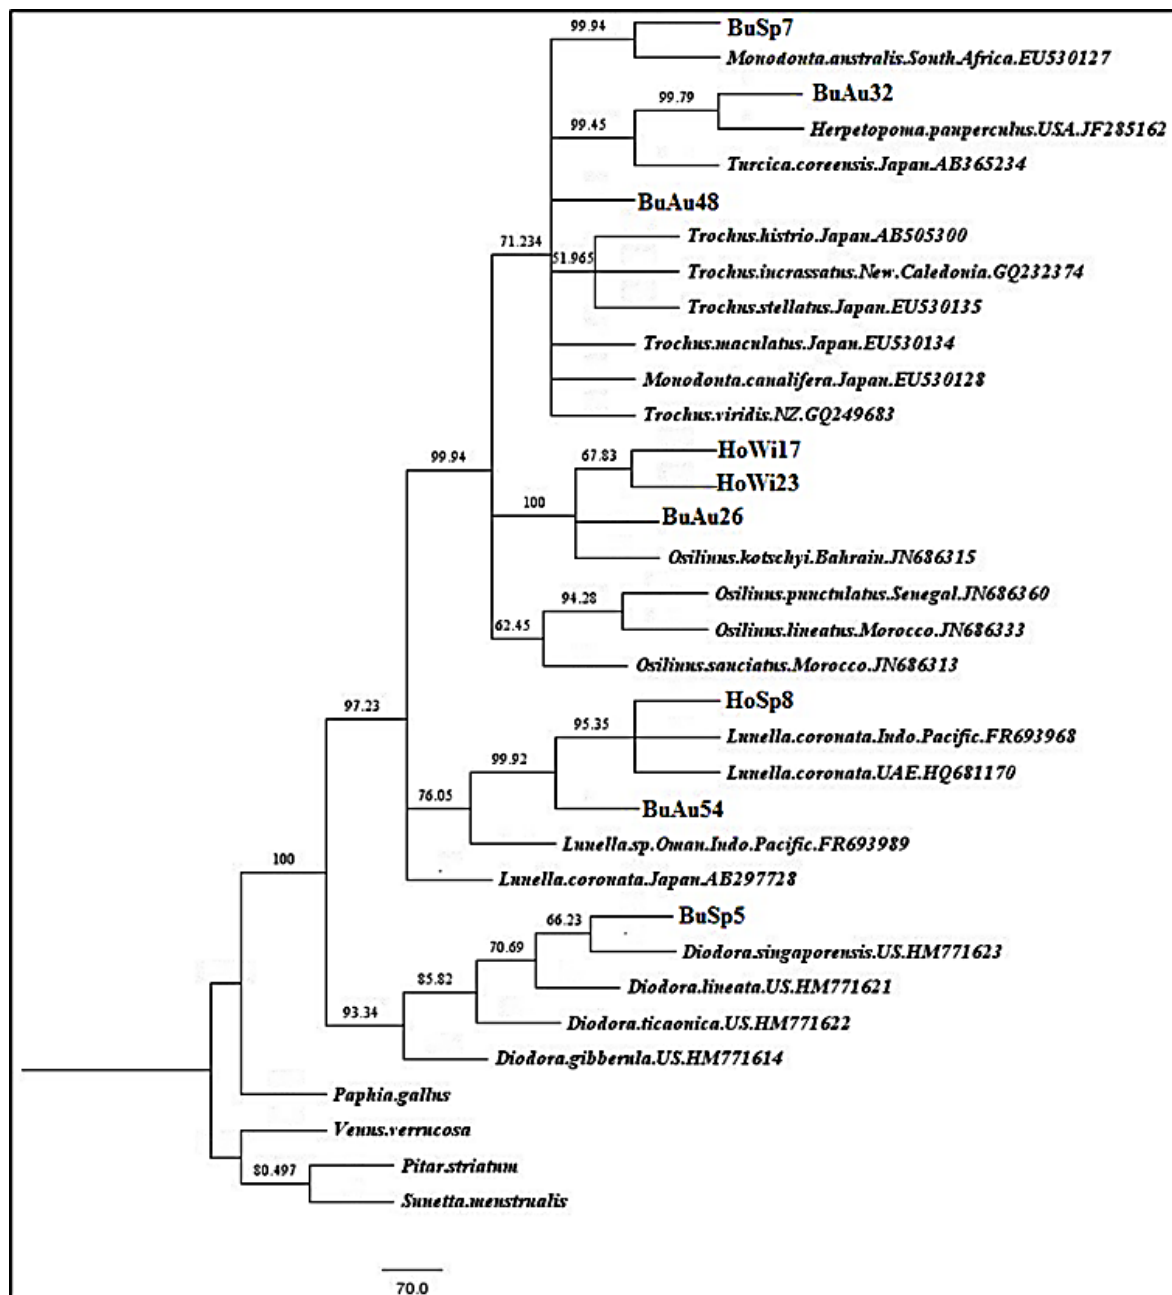 99.94
BuSp7
Monodonta.australis.South.Africa.EU530127
99.79
BuAu32
99.45
Herpetopoma.pauperculus.USA.JF285162
Turcica.coreensis.Japan.AB365234
BuAu48
71.234
Trochus.histrio.Japan.AB505300
51.965
Trochus.incrassatus.New.Caledonia.GQ232374
Trochus.stellatus.Japan.EU530135
Trochus.maculatus.Japan.EU530134
Monodonta.canalifera.Japan.EU530128
Trochus.viridis.NZ.GQ249683
99.94
67.83
HoWi17
HoWi23
100
BuAu26
Osilinus.kotschyi.Bahrain.JN686315
94.28
Osilinus.punctulatus.Senegal.JN686360
62.45
Osilinus.lineatus.Morocco.JN686333
Osilinus.sauciatus.Morocco.JN686313
97.23
HoSp8
95.35
Lunella.coronata.Indo.Pacific.FR693968
99.92
Lunella.coronata.UAE.HQ681170
76.05
BuAu54
Lunella.sp.Oman.Indo.Pacific.FR693989
100
Lunella.coronata.Japan.AB297728
66.23
BuSp5
70.69
Diodora.singaporensis.US.HM771623
85.82
Diodora.lineata.US.HM771621
93.34
Diodora.ticaonica.US.HM771622
Diodora.gibberula.US.HM771614
Paphia.gallus
Venus.verrucosa
80.497
Pitar.striatum
Sunetta.menstrualis
70.0